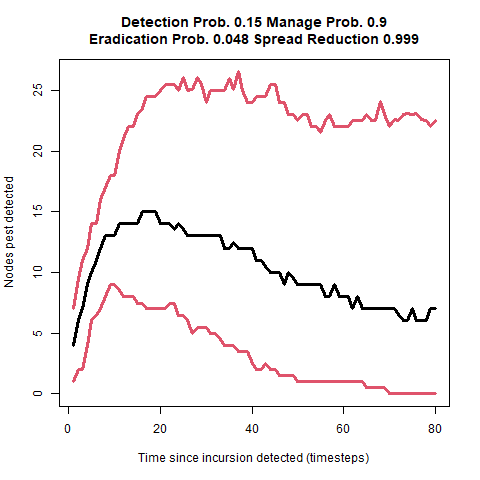 Detection Prob. 0.15 Manage Prob. 0.9
Eradication Prob. 0.048 Spread Reduction 0.999
Nodes pest detected
25
20
15
10
5
0
0 20 40 60 80
Time since incursion detected (timesteps)